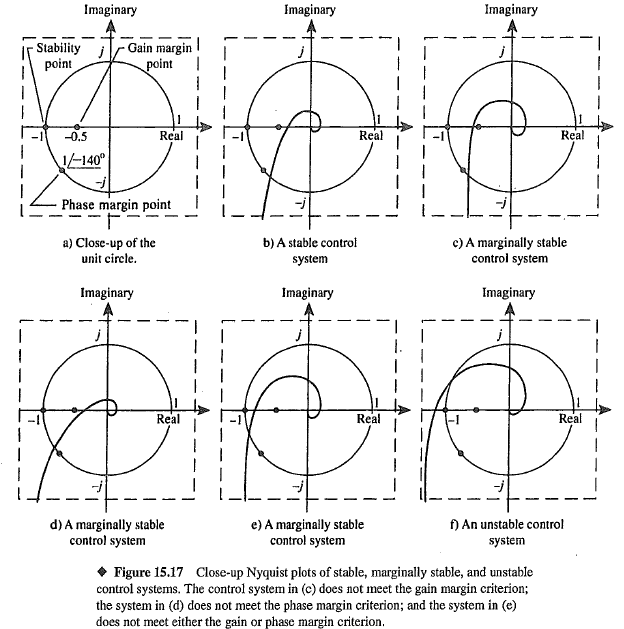 Imaginary
Imaginary
Imaginary
j
j
j
Stability
point
Gain margin
point
1
1
1
-1
-0.5
Real
-1
Real
-1
Real
1/-140°
-j
-j
-j
Phase margin point
a) Close-up of the
unit circle.
b) A stable control
system
c) A marginally stable
control system
Imaginary
Imaginary
Imaginary
j
j
j
1
1
1
-1
Real
-1
Real
-1
Real
-j
-j
-j
d) A marginally stable
control system
e) A marginally stable
control system
f) An unstable control
system
◆ Figure 15.17 Close-up Nyquist plots of stable, marginally stable, and unstable
control systems. The control system in (c) does not meet the gain margin criterion;
the system in (d) does not meet the phase margin criterion; and the system in (e)
does not meet either the gain or phase margin criterion.